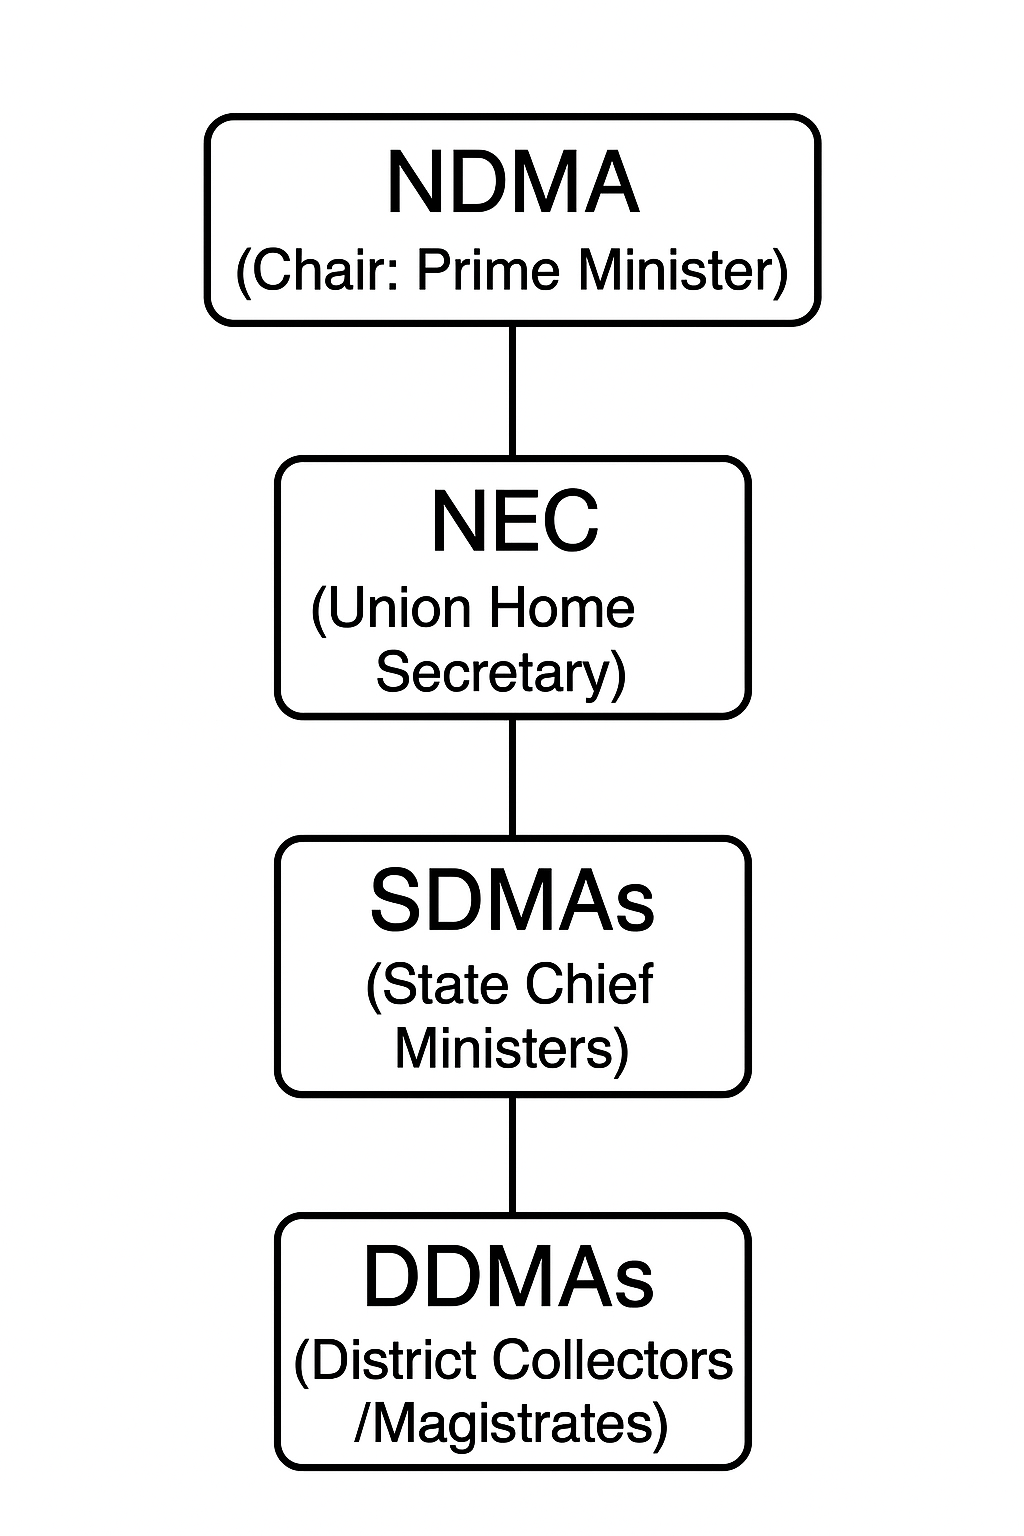 NDMA
(Chair: Prime Minister)
NEC
(Union Home
Secretary)
SDMAs
(State Chief
Ministers)
DDMAs
(District Collectors
/Magistrates)